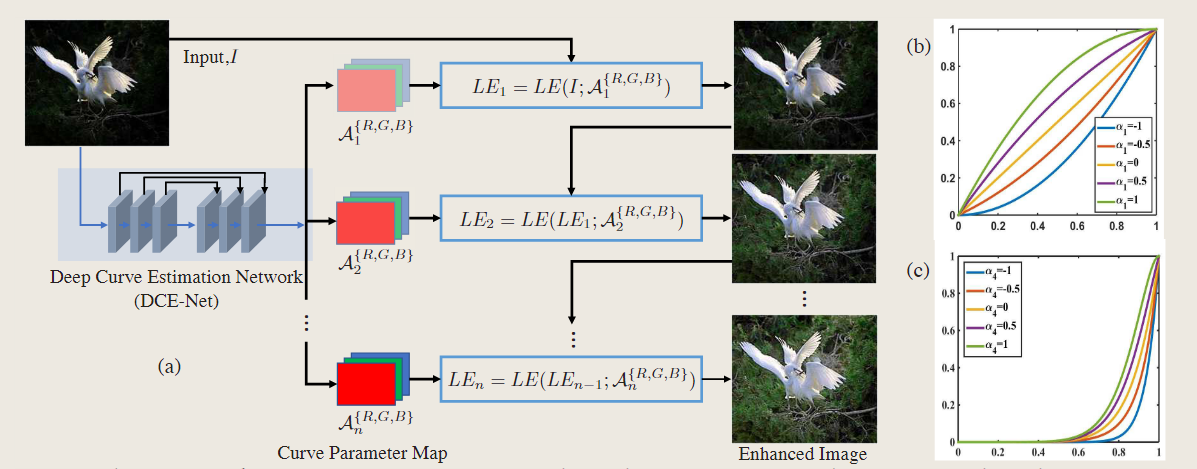 Input,I
𝒜₁^{R,G,B}
LE₁ = LE(I; 𝒜₁^{R,G,B})
𝒜₂^{R,G,B}
LE₂ = LE(LE₁; 𝒜₂^{R,G,B})
Deep Curve Estimation Network
(DCE-Net)
⋮
⋮
⋮
(a)
𝒜ₙ^{R,G,B}
LEₙ = LE(LEₙ₋₁; 𝒜ₙ^{R,G,B})
Curve Parameter Map
Enhanced Image
(b)
1
0.8
0.6
0.4
0.2
0
0 0.2 0.4 0.6 0.8 1
α₁=-1
α₁=-0.5
α₁=0
α₁=0.5
α₁=1
(c)
1
0.8
0.6
0.4
0.2
0
0 0.2 0.4 0.6 0.8 1
α₄=-1
α₄=-0.5
α₄=0
α₄=0.5
α₄=1